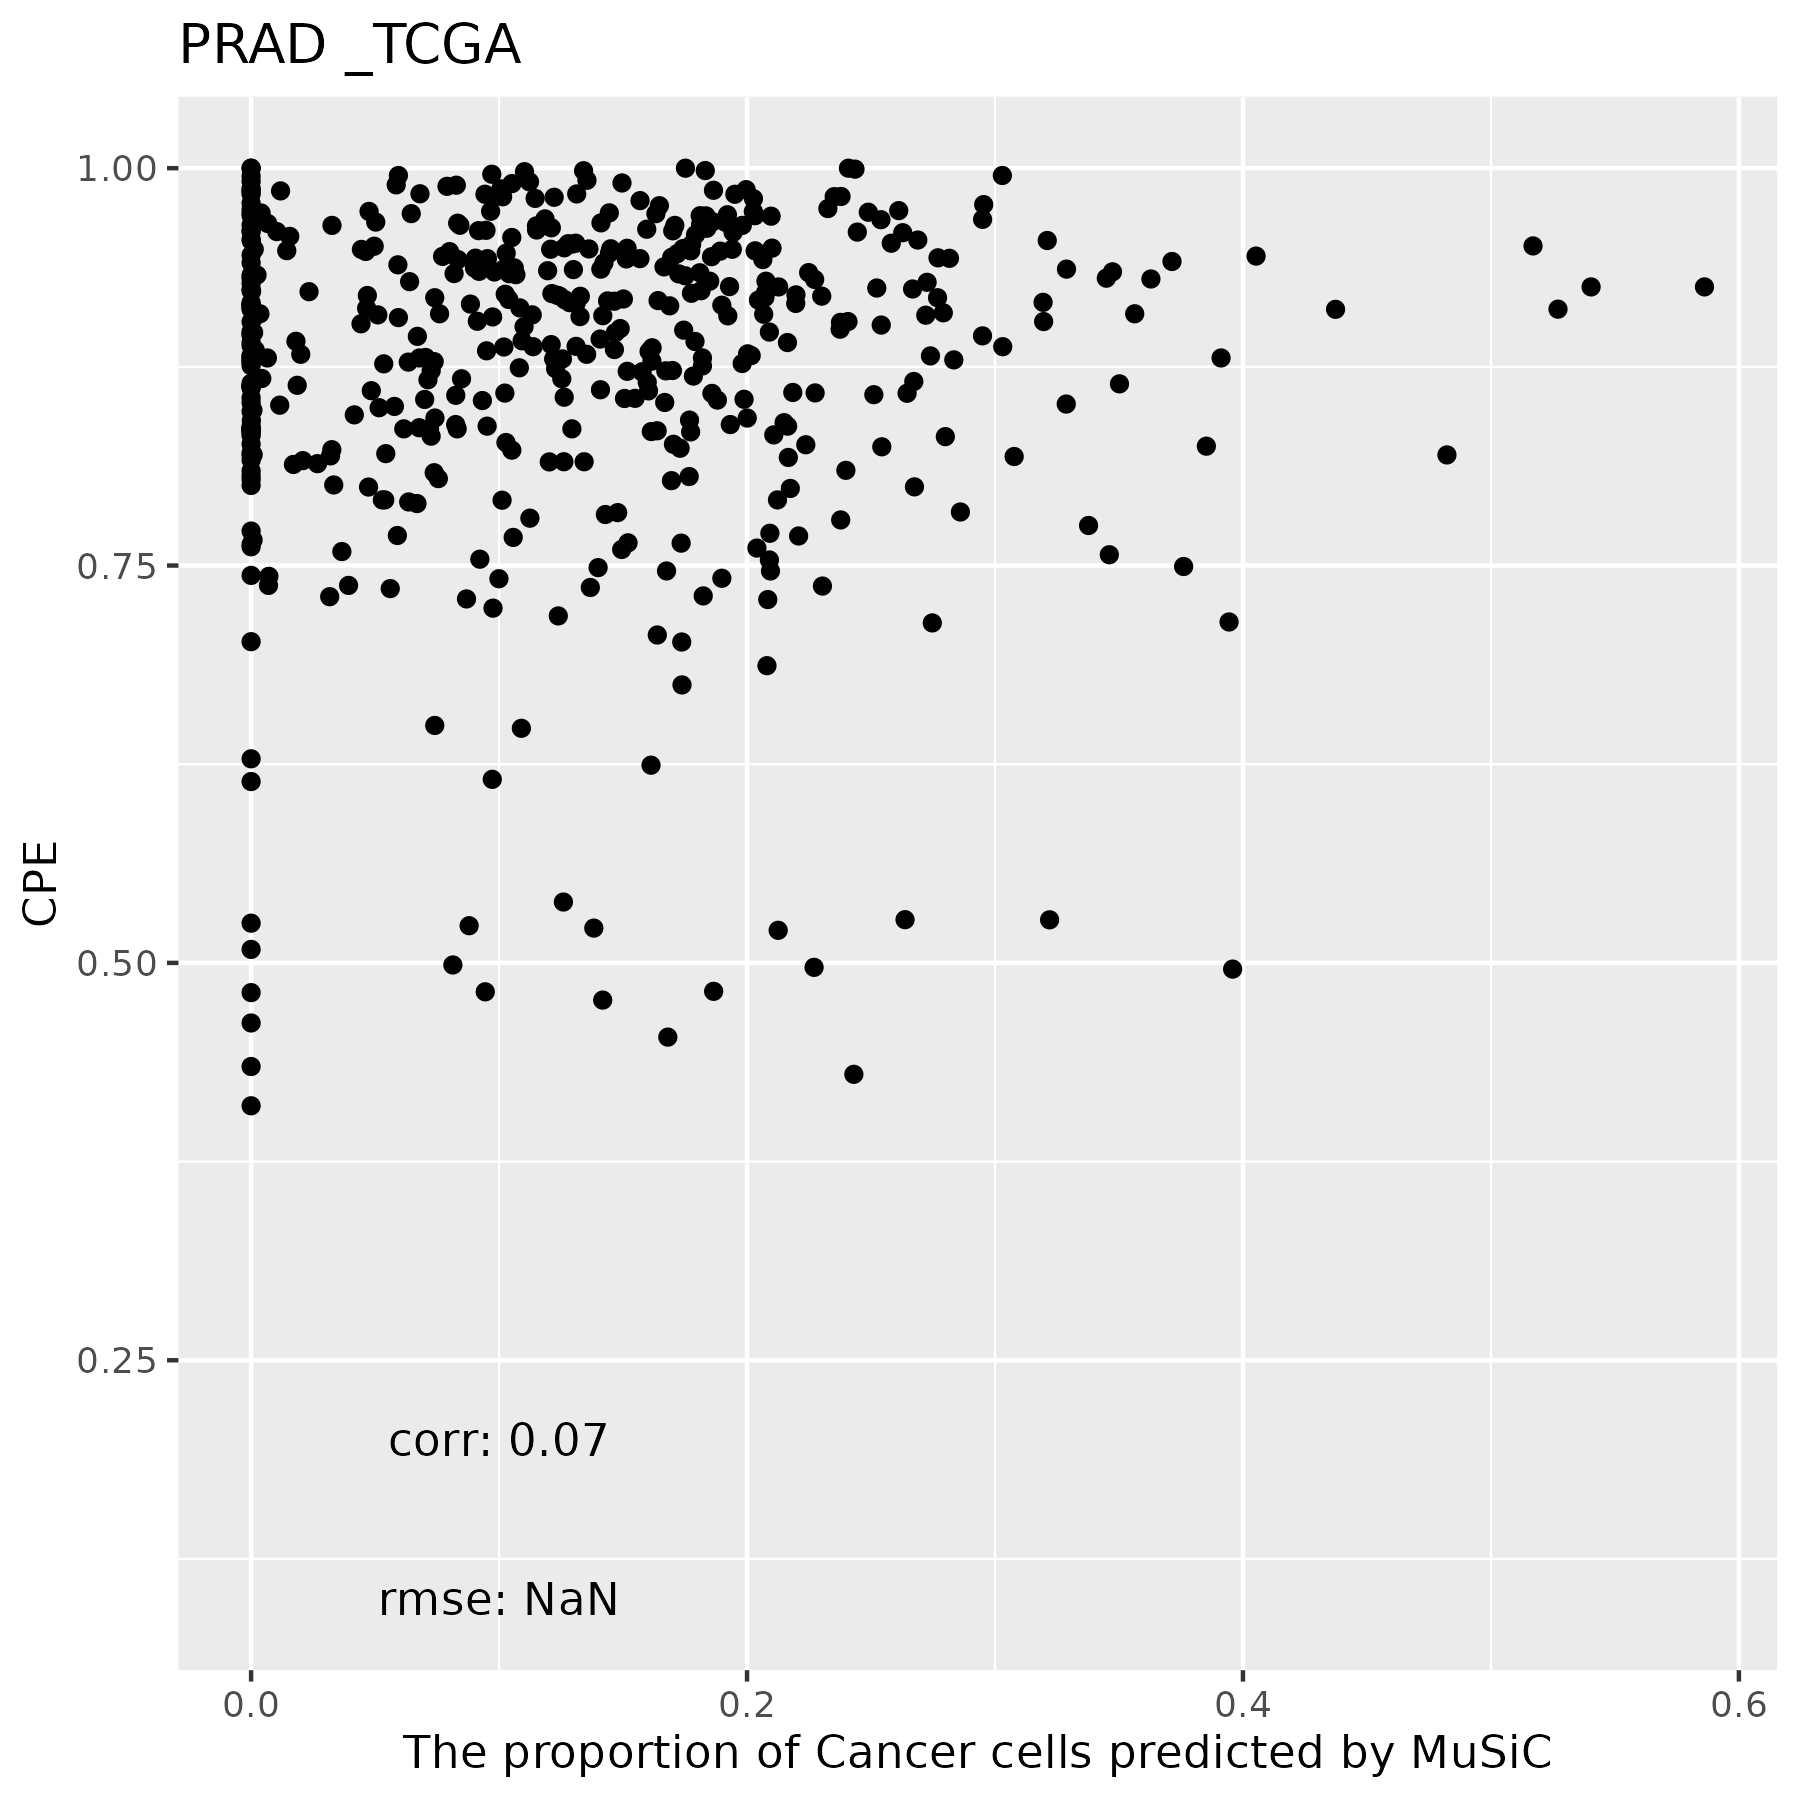 PRAD _TCGA
1.00
0.75
0.50
0.25
CPE
corr: 0.07
rmse: NaN
0.0 0.2 0.4 0.6
The proportion of Cancer cells predicted by MuSiC